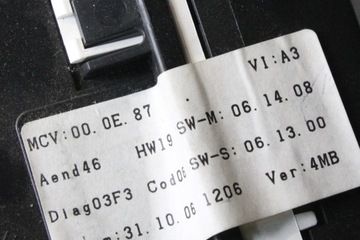 VI:A3
MCV:00. 0E. 87
HW19 SW-M: 06. 14. 08
Aend46
Cod06 SW-S: 06. 13. 00
Diag03F3
:31. 10. 06 1206 Ver:4MB